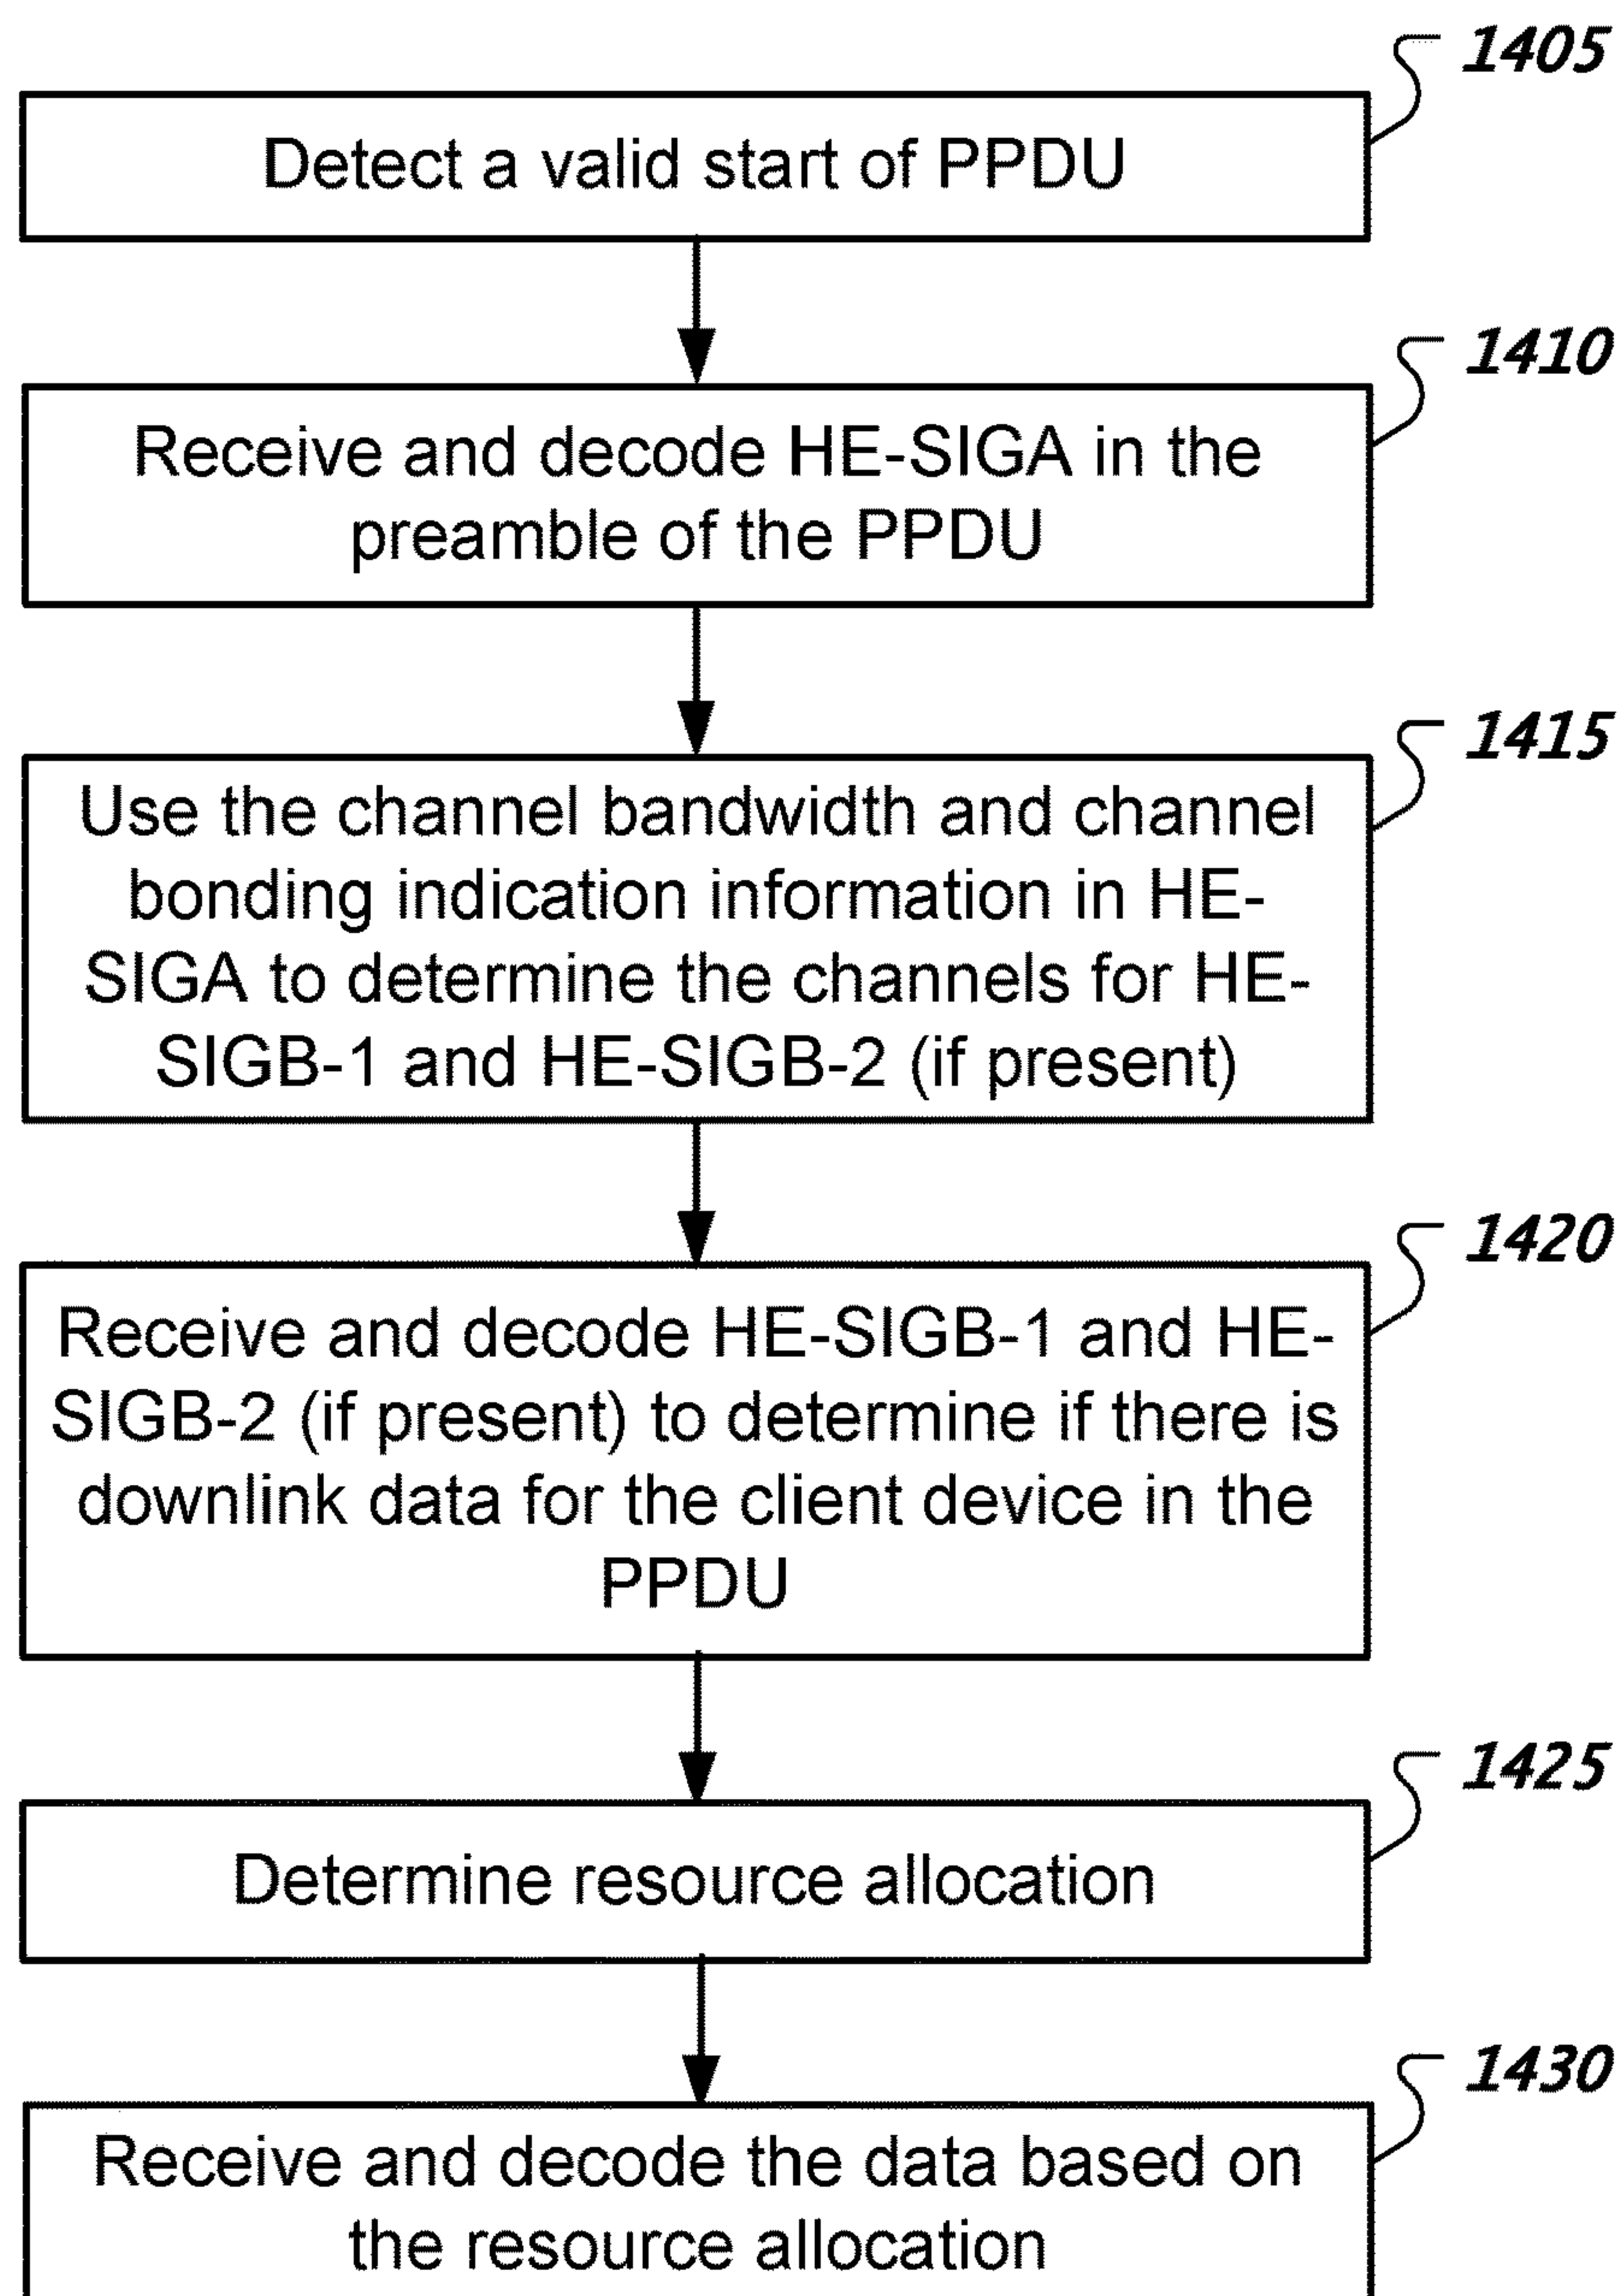 1405
Detect a valid start of PPDU
1410
Receive and decode HE-SIGA in the
preamble of the PPDU
1415
Use the channel bandwidth and channel
bonding indication information in HE-
SIGA to determine the channels for HE-
SIGB-1 and HE-SIGB-2 (if present)
1420
Receive and decode HE-SIGB-1 and HE-
SIGB-2 (if present) to determine if there is
downlink data for the client device in the
PPDU
1425
Determine resource allocation
1430
Receive and decode the data based on
the resource allocation